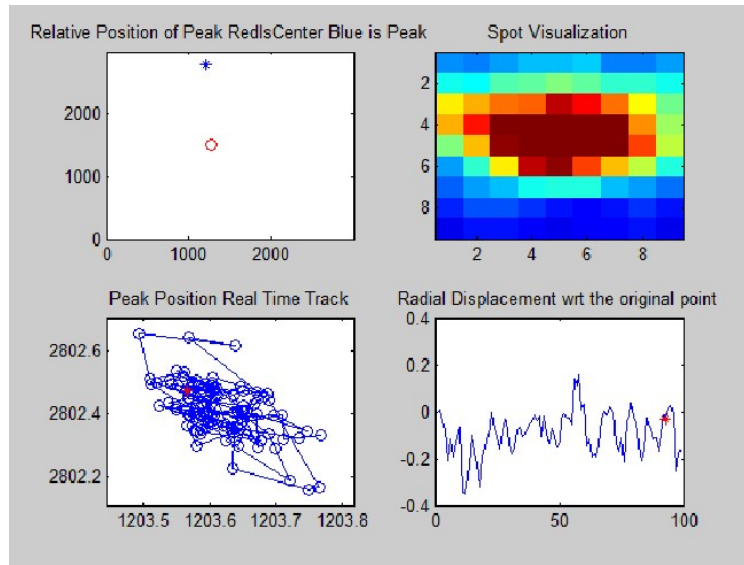 Relative Position of Peak RedIsCenter Blue is Peak
2000
1000
0
0 1000 2000
Spot Visualization
2
4
6
8
2 4 6 8
Peak Position Real Time Track
2802.6
2802.4
2802.2
1203.5 1203.6 1203.7 1203.8
Radial Displacement wrt the original point
0.4
0.2
0
-0.2
-0.4
0 50 100